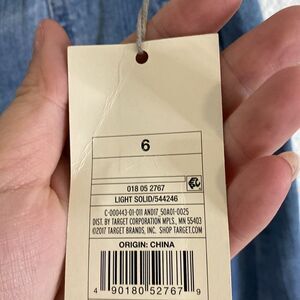 6
018 05 2767
LIGHT SOLID/544246
C-000443-01-011 AND17_50A01-0025
DIST. BY TARGET CORPORATION MPLS., MN 55403
©2017 TARGET BRANDS, INC. SHOP TARGET.COM
ORIGIN: CHINA
4 90180 52767 9